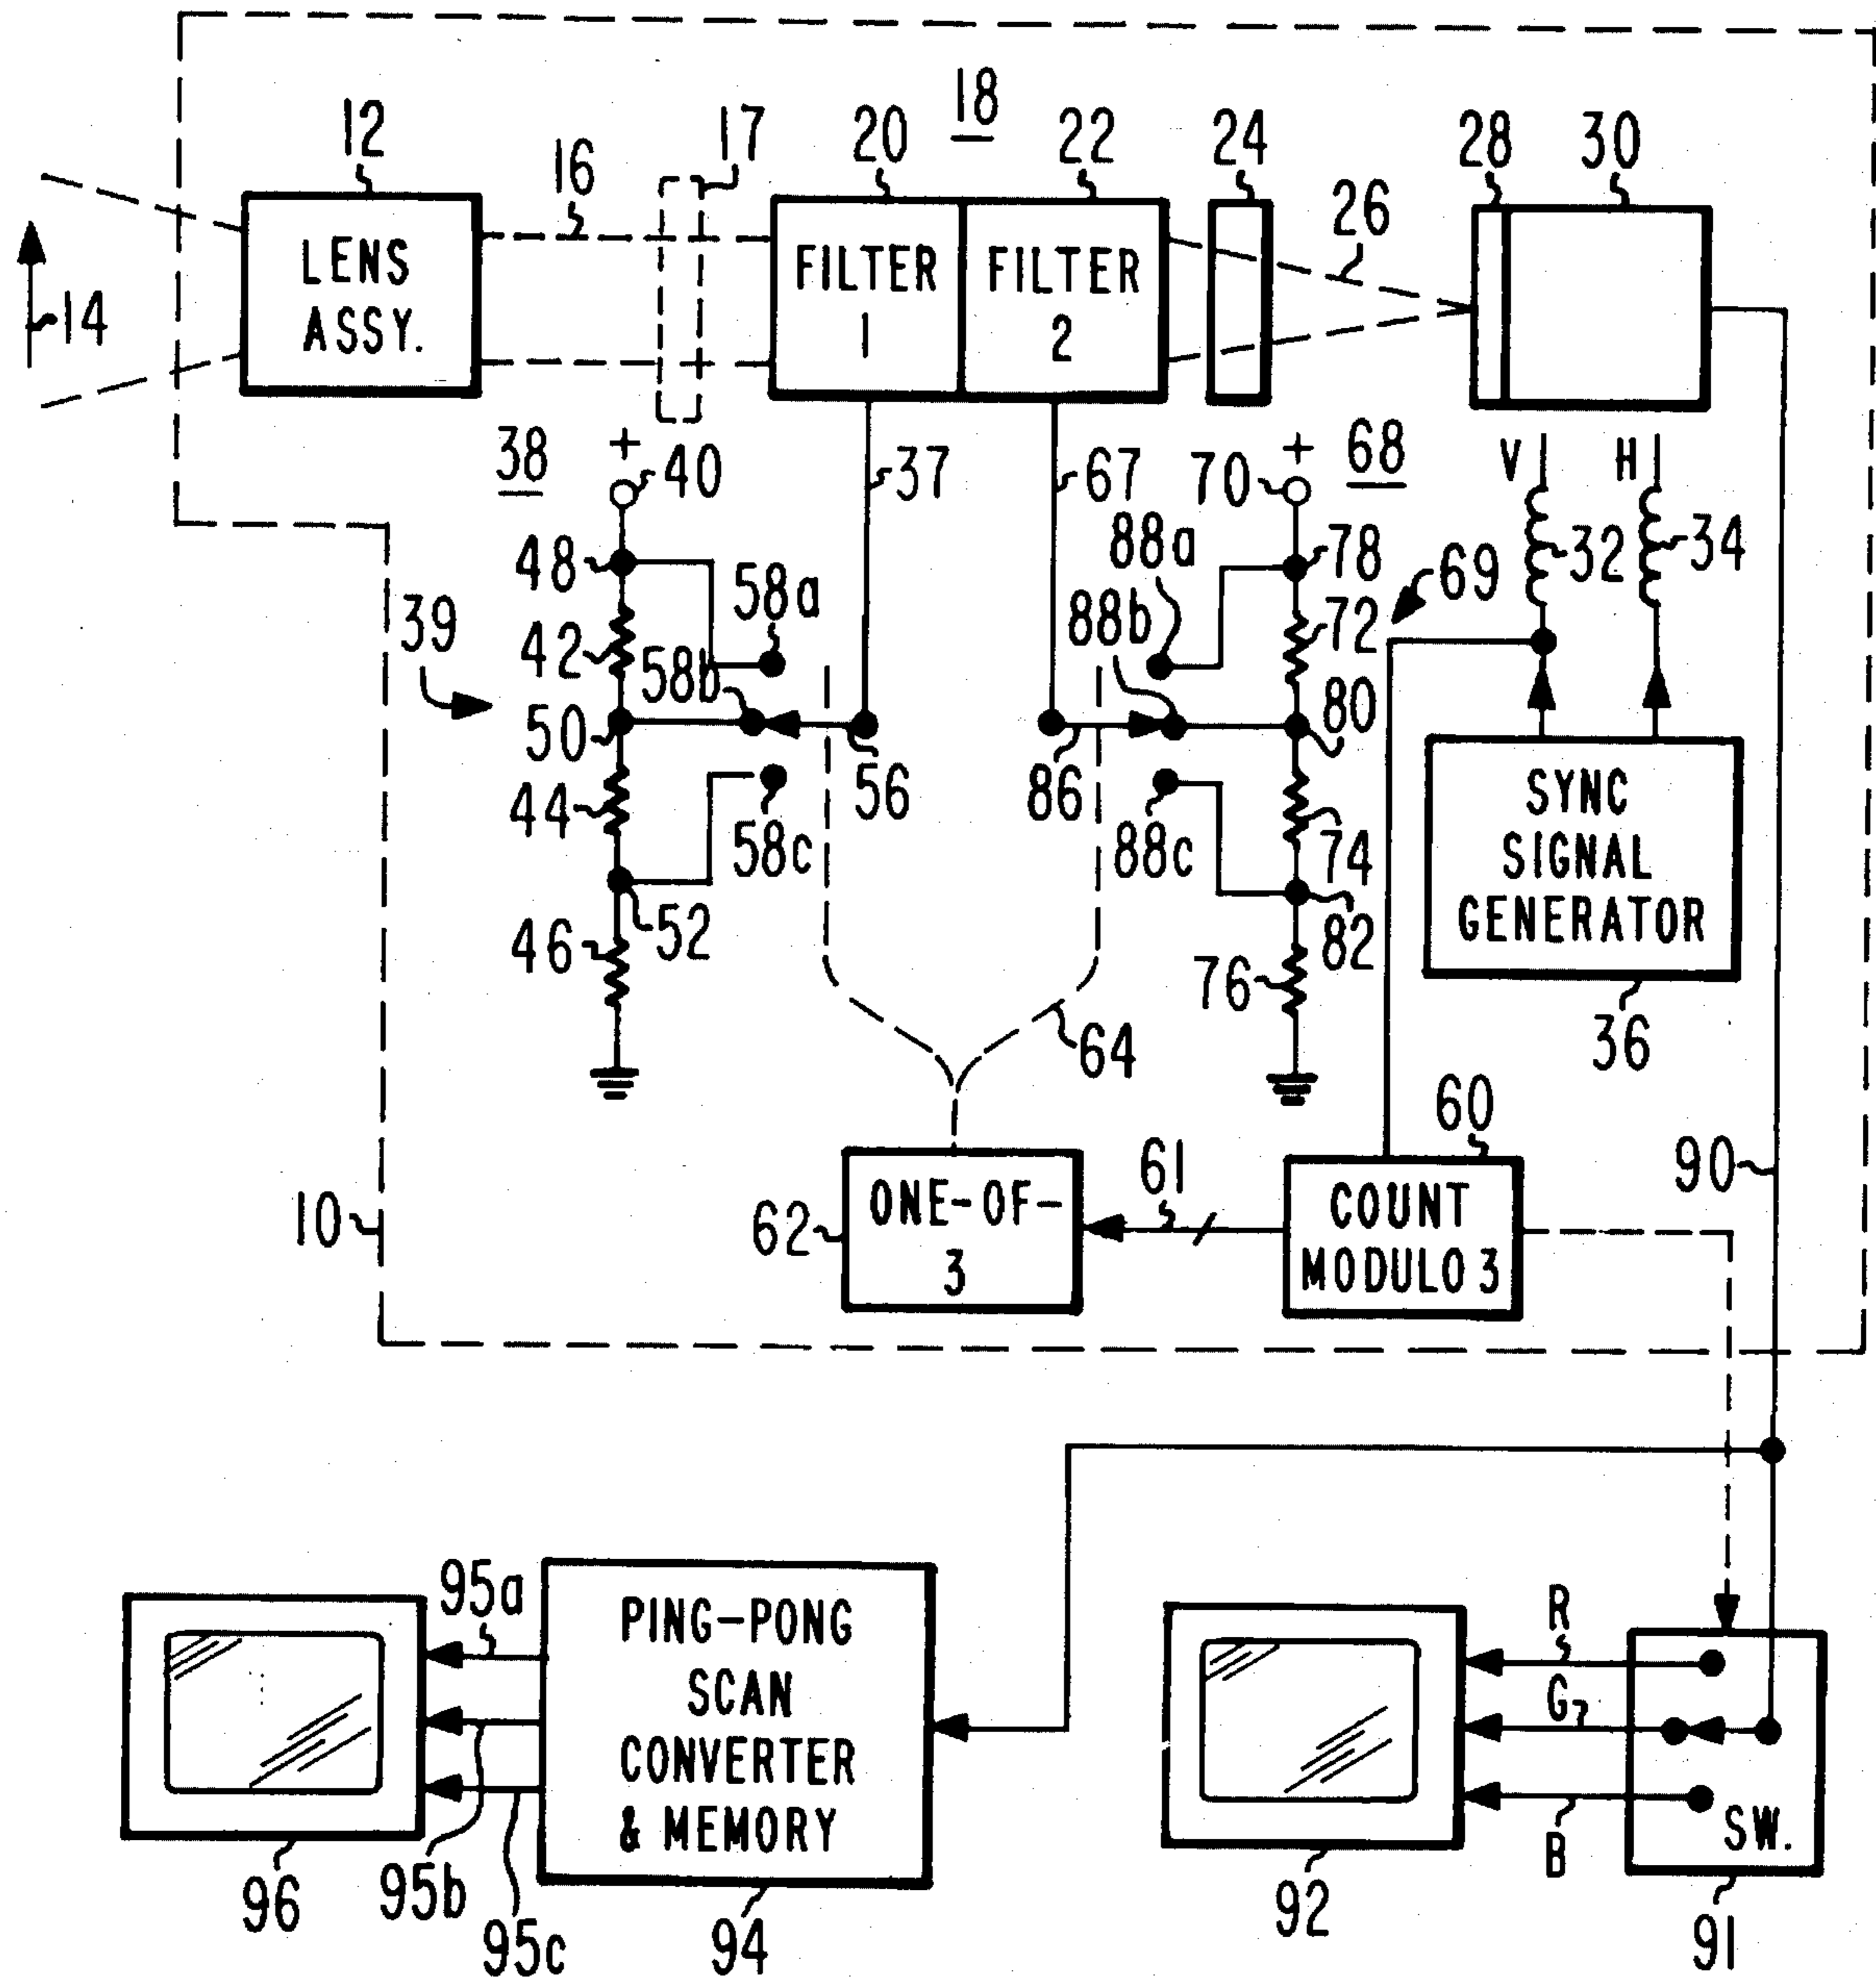 18
12
16
17
20
22
24
28
30
26
14
LENS
ASSY.
FILTER
1
FILTER
2
38
+
40
37
67
+
70
68
V
H
48
58a
88a
78
69
32
34
39
42
58b
88b
72
50
56
86
80
44
58c
88c
74
SYNC
SIGNAL
GENERATOR
46
52
76
82
64
36
60
10
62
ONE-OF-
3
61
COUNT
MODULO 3
90
95a
PING-PONG
SCAN
CONVERTER
& MEMORY
R
G
B
SW.
96
95b
95c
94
92
91